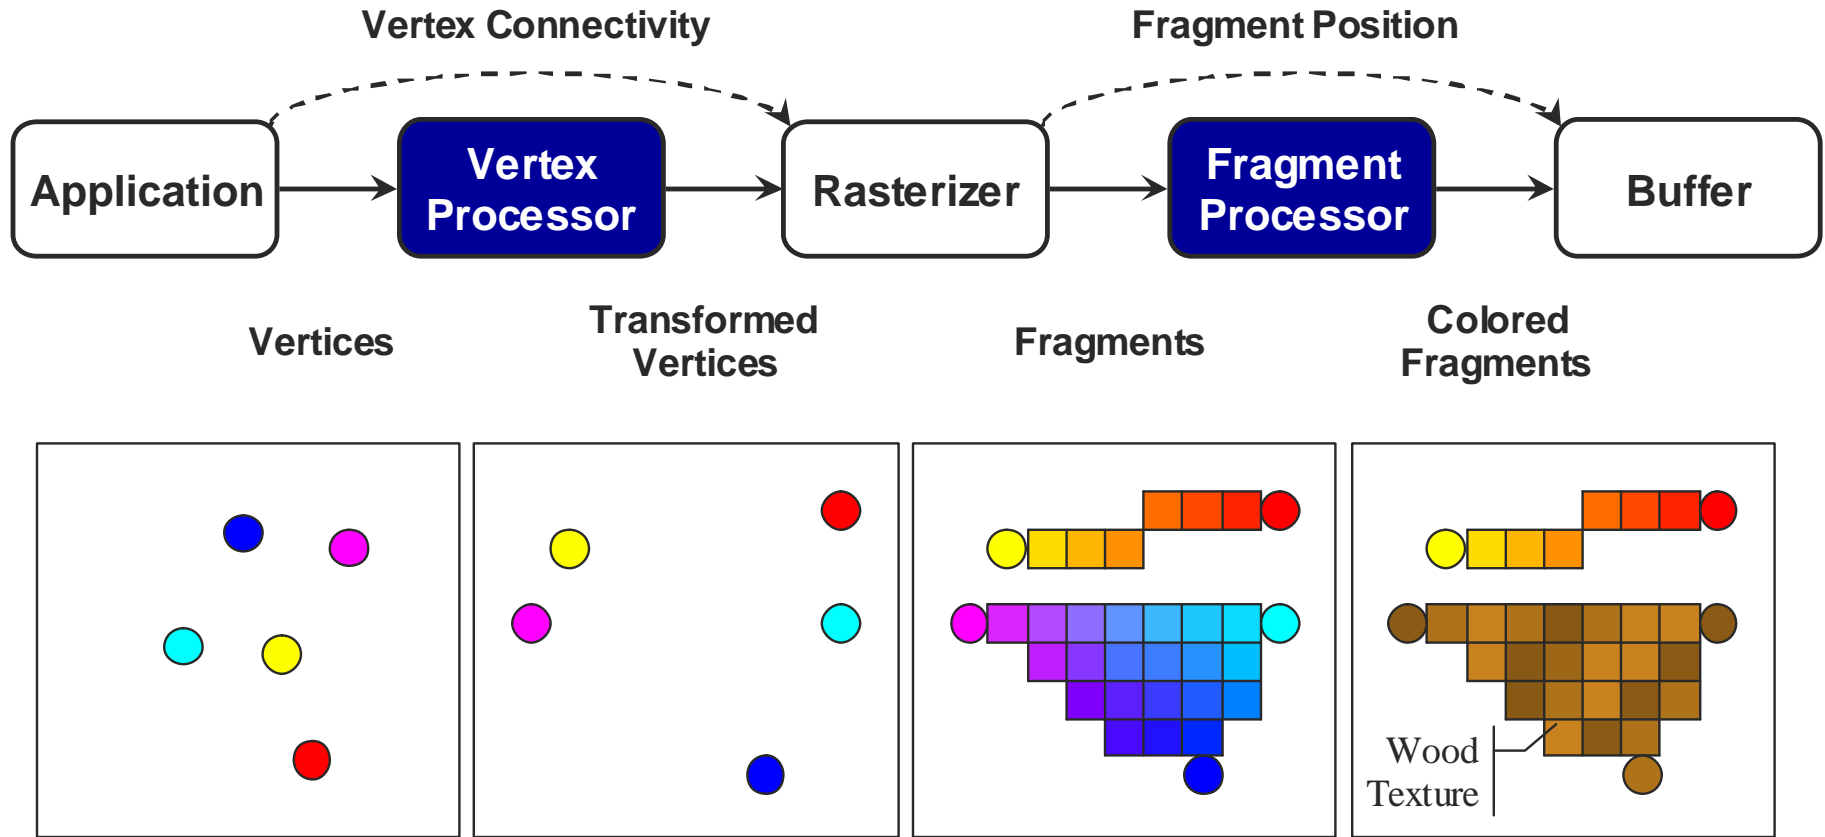 Vertex Connectivity
Fragment Position
Application
Vertex
Processor
Rasterizer
Fragment
Processor
Buffer
Vertices
Transformed
Vertices
Fragments
Colored
Fragments
Wood
Texture